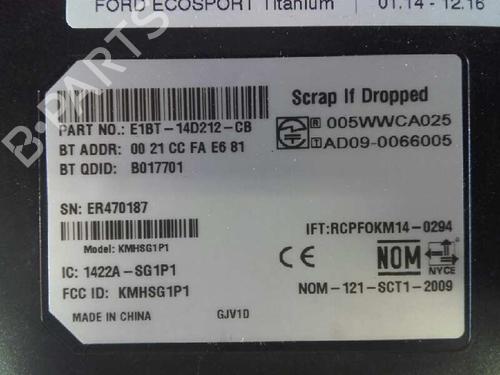 FORD ECOSPORT Titanium | 01.14 - 12.16
B-PARTS
Scrap If Dropped
PART NO.: E1BT-14D212-CB
R 005WWCA025
BT ADDR: 00 21 CC FA E6 81
T AD09-0066005
BT QDID: B017701
SN: ER470187
IFT:RCPFOKM14-0294
Model: KMHSG1P1
CE NOM NYCE
IC: 1422A-SG1P1
FCC ID: KMHSG1P1
NOM-121-SCT1-2009
MADE IN CHINA GJV1D